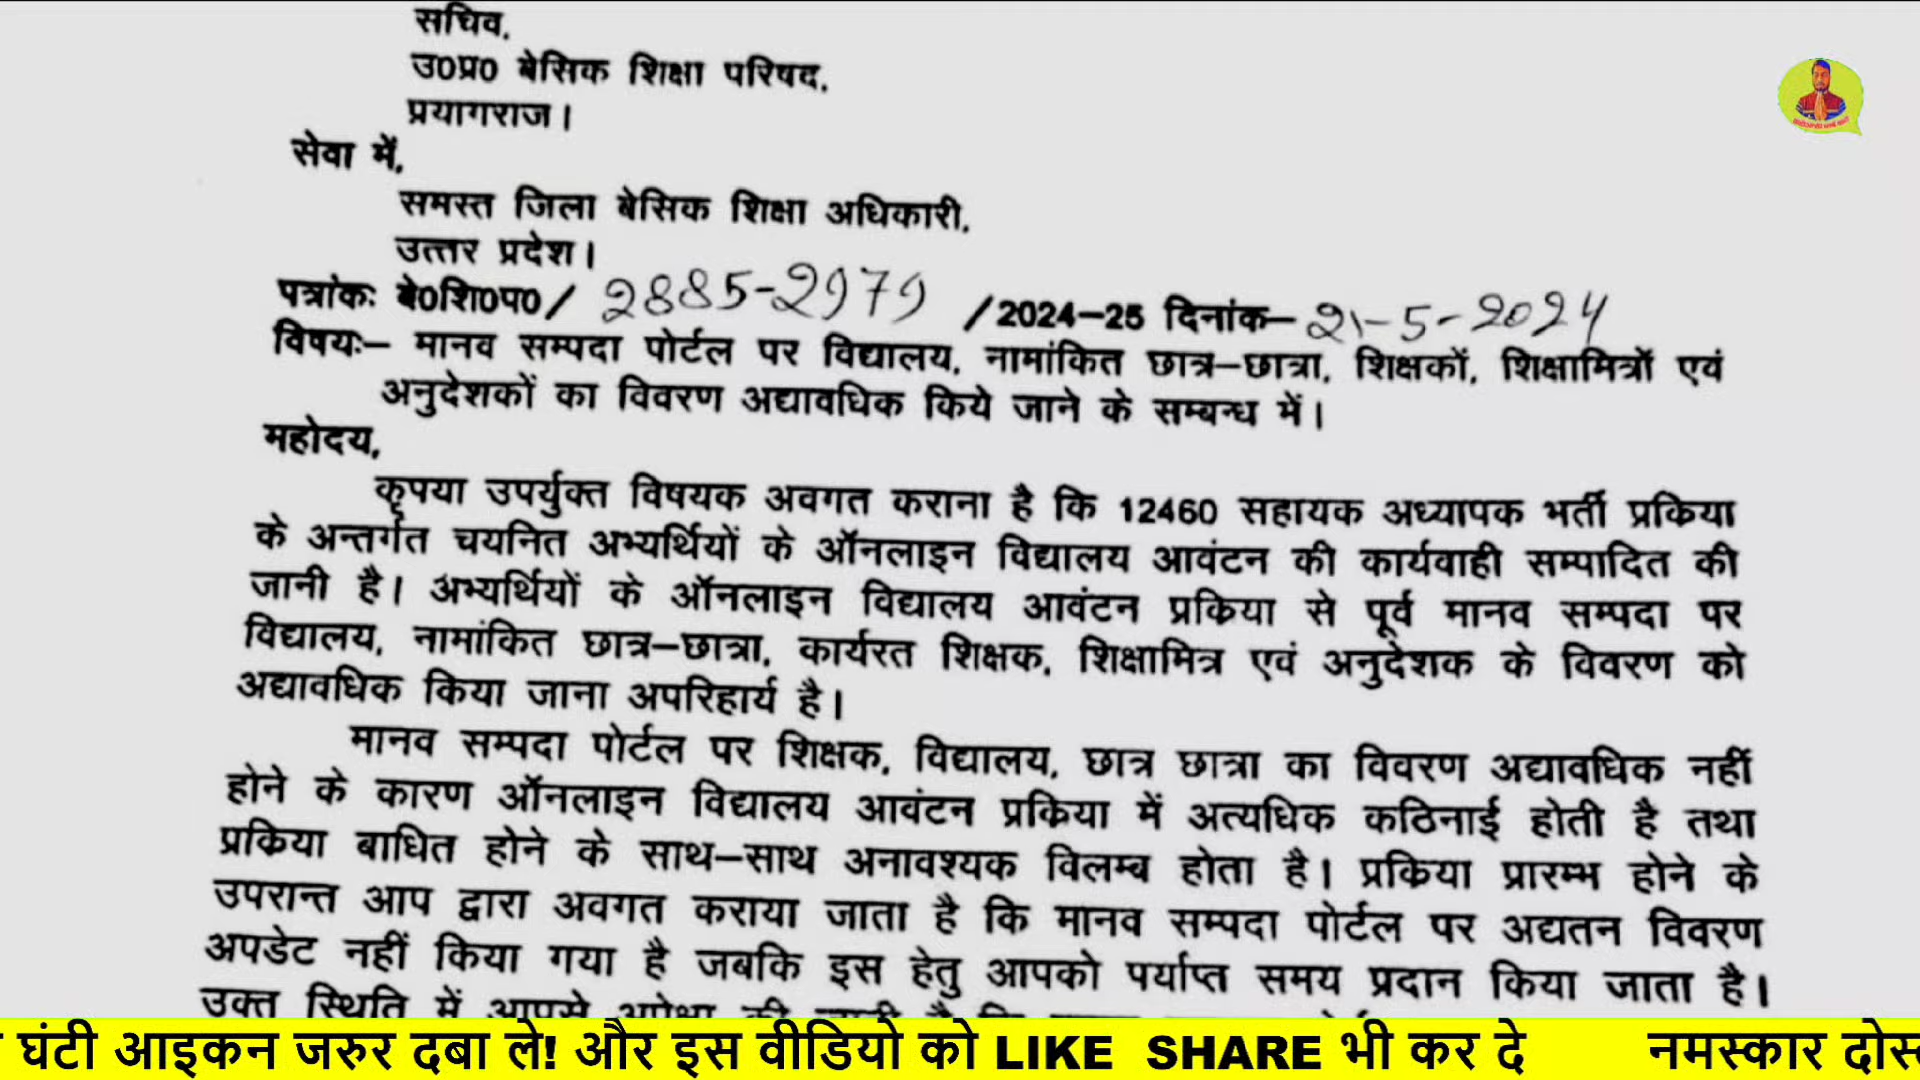 सचिव,
उ0प्र0 बेसिक शिक्षा परिषद,
प्रयागराज।
सेवा में,
समस्त जिला बेसिक शिक्षा अधिकारी,
उत्तर प्रदेश।
पत्रांकः बे0शि0प0/ 2885-2979 /2024-25 दिनांक- 21-5-2024
विषयः- मानव सम्पदा पोर्टल पर विद्यालय, नामांकित छात्र-छात्रा, शिक्षकों, शिक्षामित्रों एवं
अनुदेशकों का विवरण अद्यावधिक किये जाने के सम्बन्ध में।
महोदय,
कृपया उपर्युक्त विषयक अवगत कराना है कि 12460 सहायक अध्यापक भर्ती प्रकिया
के अन्तर्गत चयनित अभ्यर्थियों के ऑनलाइन विद्यालय आवंटन की कार्यवाही सम्पादित की
जानी है। अभ्यर्थियों के ऑनलाइन विद्यालय आवंटन प्रकिया से पूर्व मानव सम्पदा पर
विद्यालय, नामांकित छात्र-छात्रा, कार्यरत शिक्षक, शिक्षामित्र एवं अनुदेशक के विवरण को
अद्यावधिक किया जाना अपरिहार्य है।
मानव सम्पदा पोर्टल पर शिक्षक, विद्यालय, छात्र छात्रा का विवरण अद्यावधिक नहीं
होने के कारण ऑनलाइन विद्यालय आवंटन प्रकिया में अत्यधिक कठिनाई होती है तथा
प्रकिया बाधित होने के साथ-साथ अनावश्यक विलम्ब होता है। प्रकिया प्रारम्भ होने के
उपरान्त आप द्वारा अवगत कराया जाता है कि मानव सम्पदा पोर्टल पर अद्यतन विवरण
अपडेट नहीं किया गया है जबकि इस हेतु आपको पर्याप्त समय प्रदान किया जाता है।
उक्त स्थिति में आपसे अपेक्षा की जाती है कि
घंटी आइकन जरुर दबा ले! और इस वीडियो को LIKE SHARE भी कर दे नमस्कार